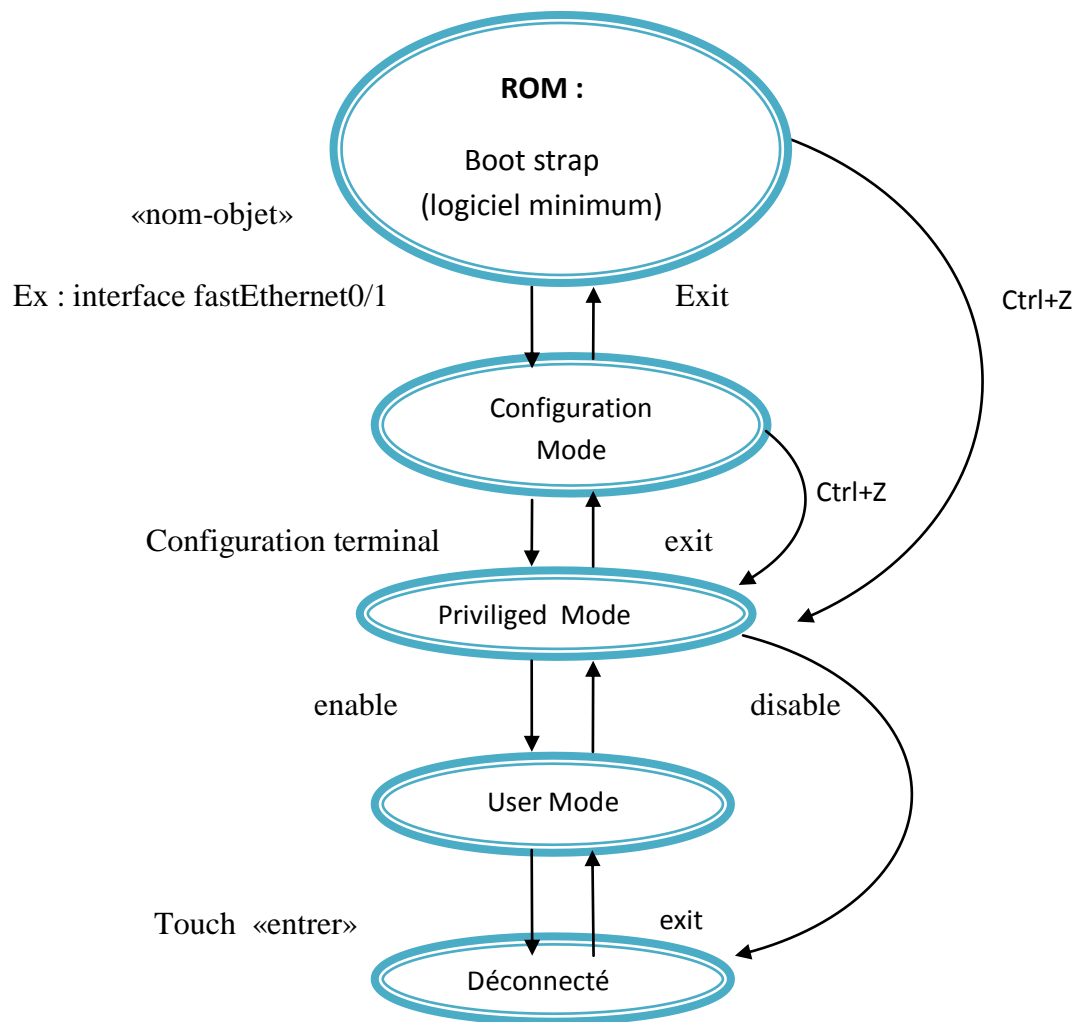 ROM :
Boot strap
(logiciel minimum)
«nom-objet»
Ex : interface fastEthernet0/1
Exit
Ctrl+Z
Configuration
Mode
Ctrl+Z
Configuration terminal
exit
Priviliged Mode
enable
disable
User Mode
Touch «entrer»
exit
Déconnecté